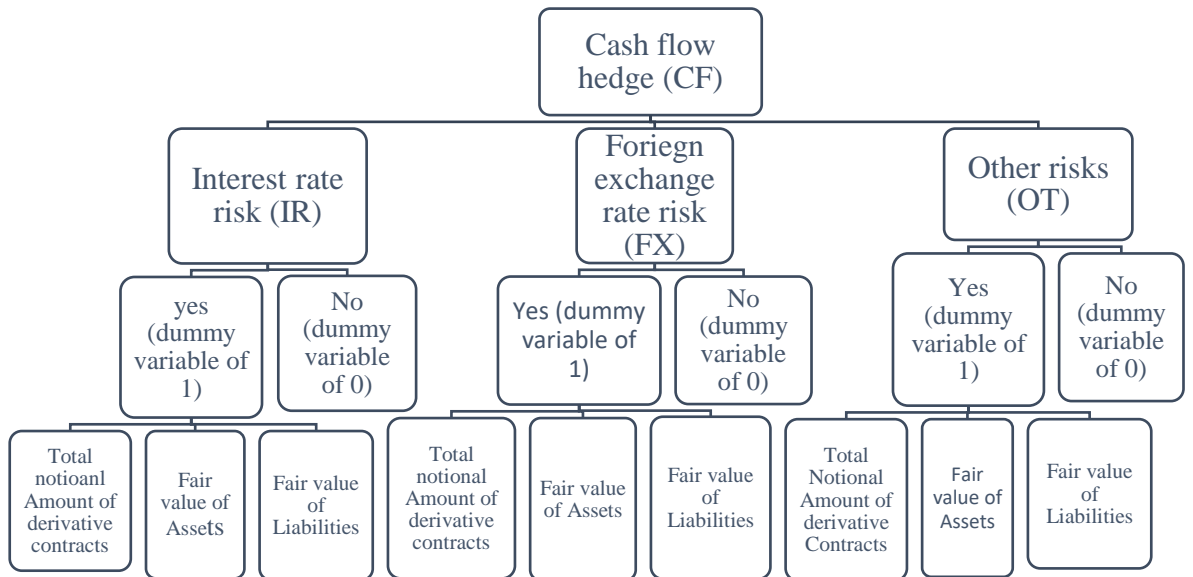 Cash flow
hedge (CF)
Interest rate
risk (IR)
Foriegn
exchange
rate risk
(FX)
Other risks
(OT)
yes
(dummy
variable of
1)
No
(dummy
variable
of 0)
Yes (dummy
variable of
1)
No
(dummy
variable
of 0)
Yes
(dummy
variable of
1)
No
(dummy
variable
of 0)
Total
notioanl
Amount of
derivative
contracts
Fair
value of
Assets
Fair value
of
Liabilities
Total
notional
Amount of
derivative
contracts
Fair value
of Assets
Fair value
of
Liabilities
Total
Notional
Amount of
derivative
Contracts
Fair
value of
Assets
Fair value of
Liabilities